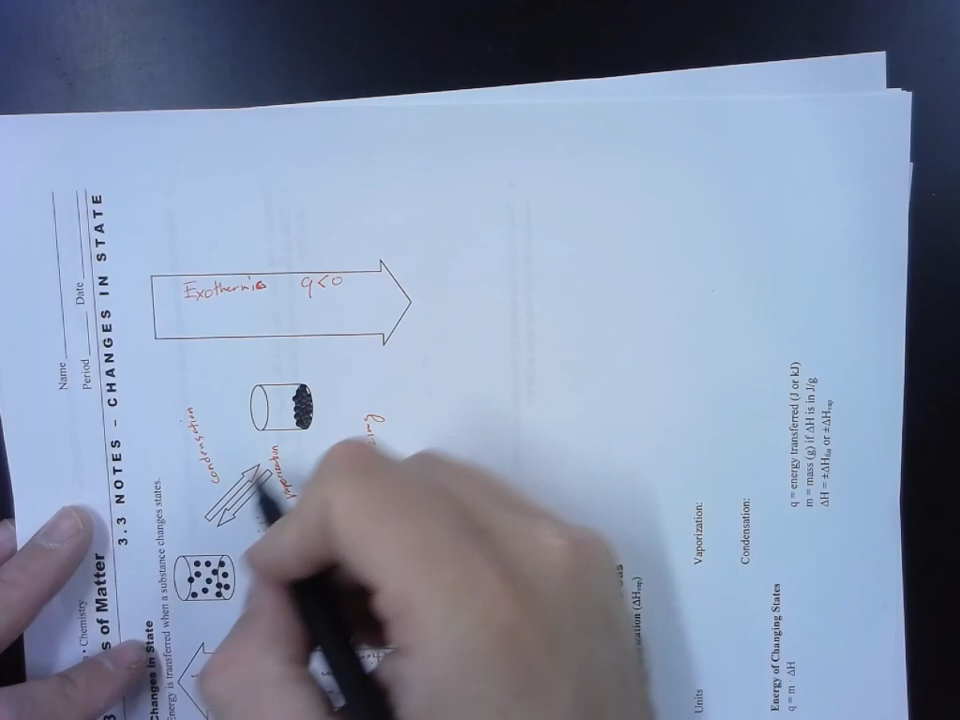 Name
Period Date
• Chemistry
s of Matter
3.3 NOTES – CHANGES IN STATE
Changes in State
Energy is transferred when a substance changes states.
Exothermic q<0
condensation
vaporization
Vaporization:
Condensation:
Units
Energy of Changing States
q = m · ΔH
q = energy transferred (J or kJ)
m = mass (g) if ΔH is in J/g
ΔH = ±ΔHfus or ±ΔHvap